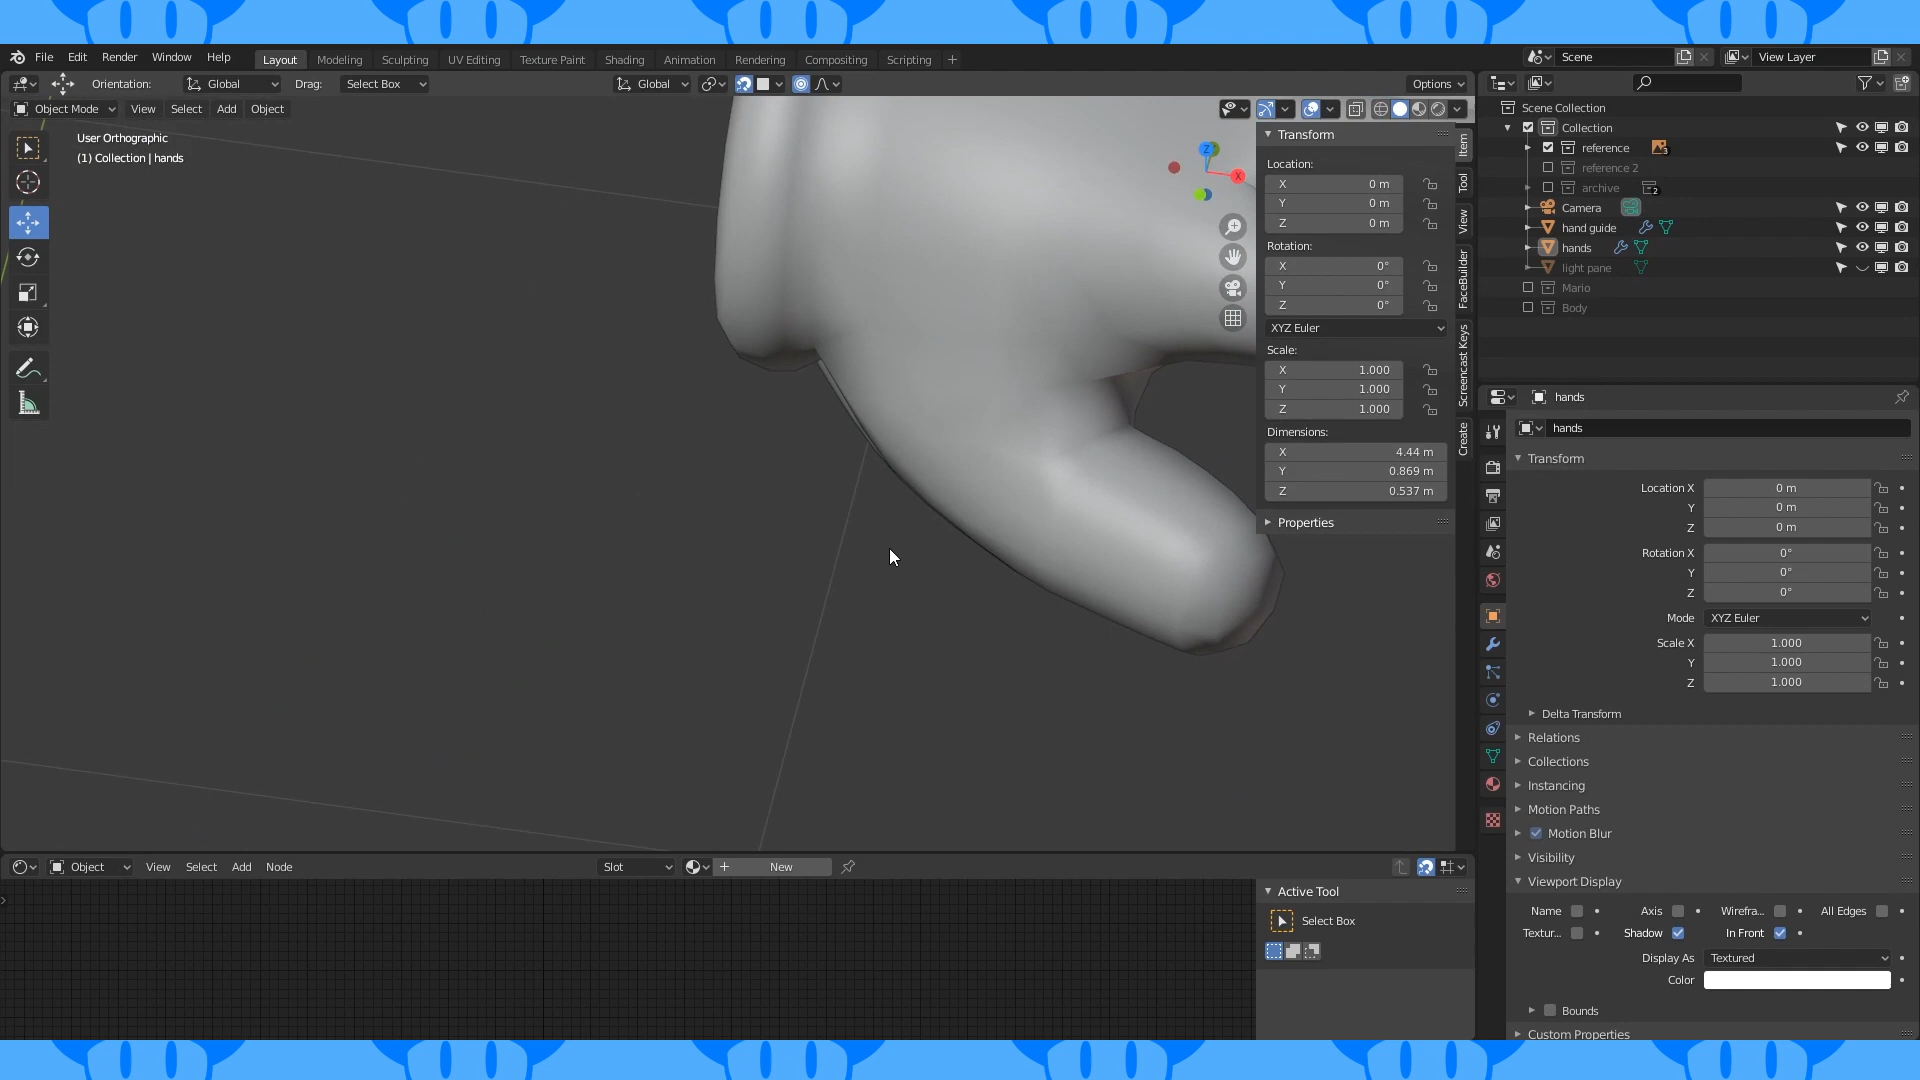 File Edit Render Window Help Layout Modeling Sculpting UV Editing Texture Paint Shading Animation Rendering Compositing Scripting + Scene View Layer
Orientation: Global Drag: Select Box Global Options
Object Mode View Select Add Object
User Orthographic
(1) Collection | hands
Transform
Location:
X 0 m
Y 0 m
Z 0 m
Rotation:
X 0°
Y 0°
Z 0°
XYZ Euler
Scale:
X 1.000
Y 1.000
Z 1.000
Dimensions:
X 4.44 m
Y 0.869 m
Z 0.537 m
Properties
Z
X
Item
Tool
View
FaceBuilder
Screencast Keys
Create
Scene Collection
Collection
reference 3
reference 2
archive 2
Camera
hand guide
hands
light pane
Mario
Body
hands
hands
Transform
Location X 0 m
Y 0 m
Z 0 m
Rotation X 0°
Y 0°
Z 0°
Mode XYZ Euler
Scale X 1.000
Y 1.000
Z 1.000
Delta Transform
Relations
Collections
Instancing
Motion Paths
Motion Blur
Visibility
Viewport Display
Name Axis Wirefra... All Edges
Textur... Shadow In Front
Display As Textured
Color
Bounds
Custom Properties
Object View Select Add Node Slot + New
Active Tool
Select Box